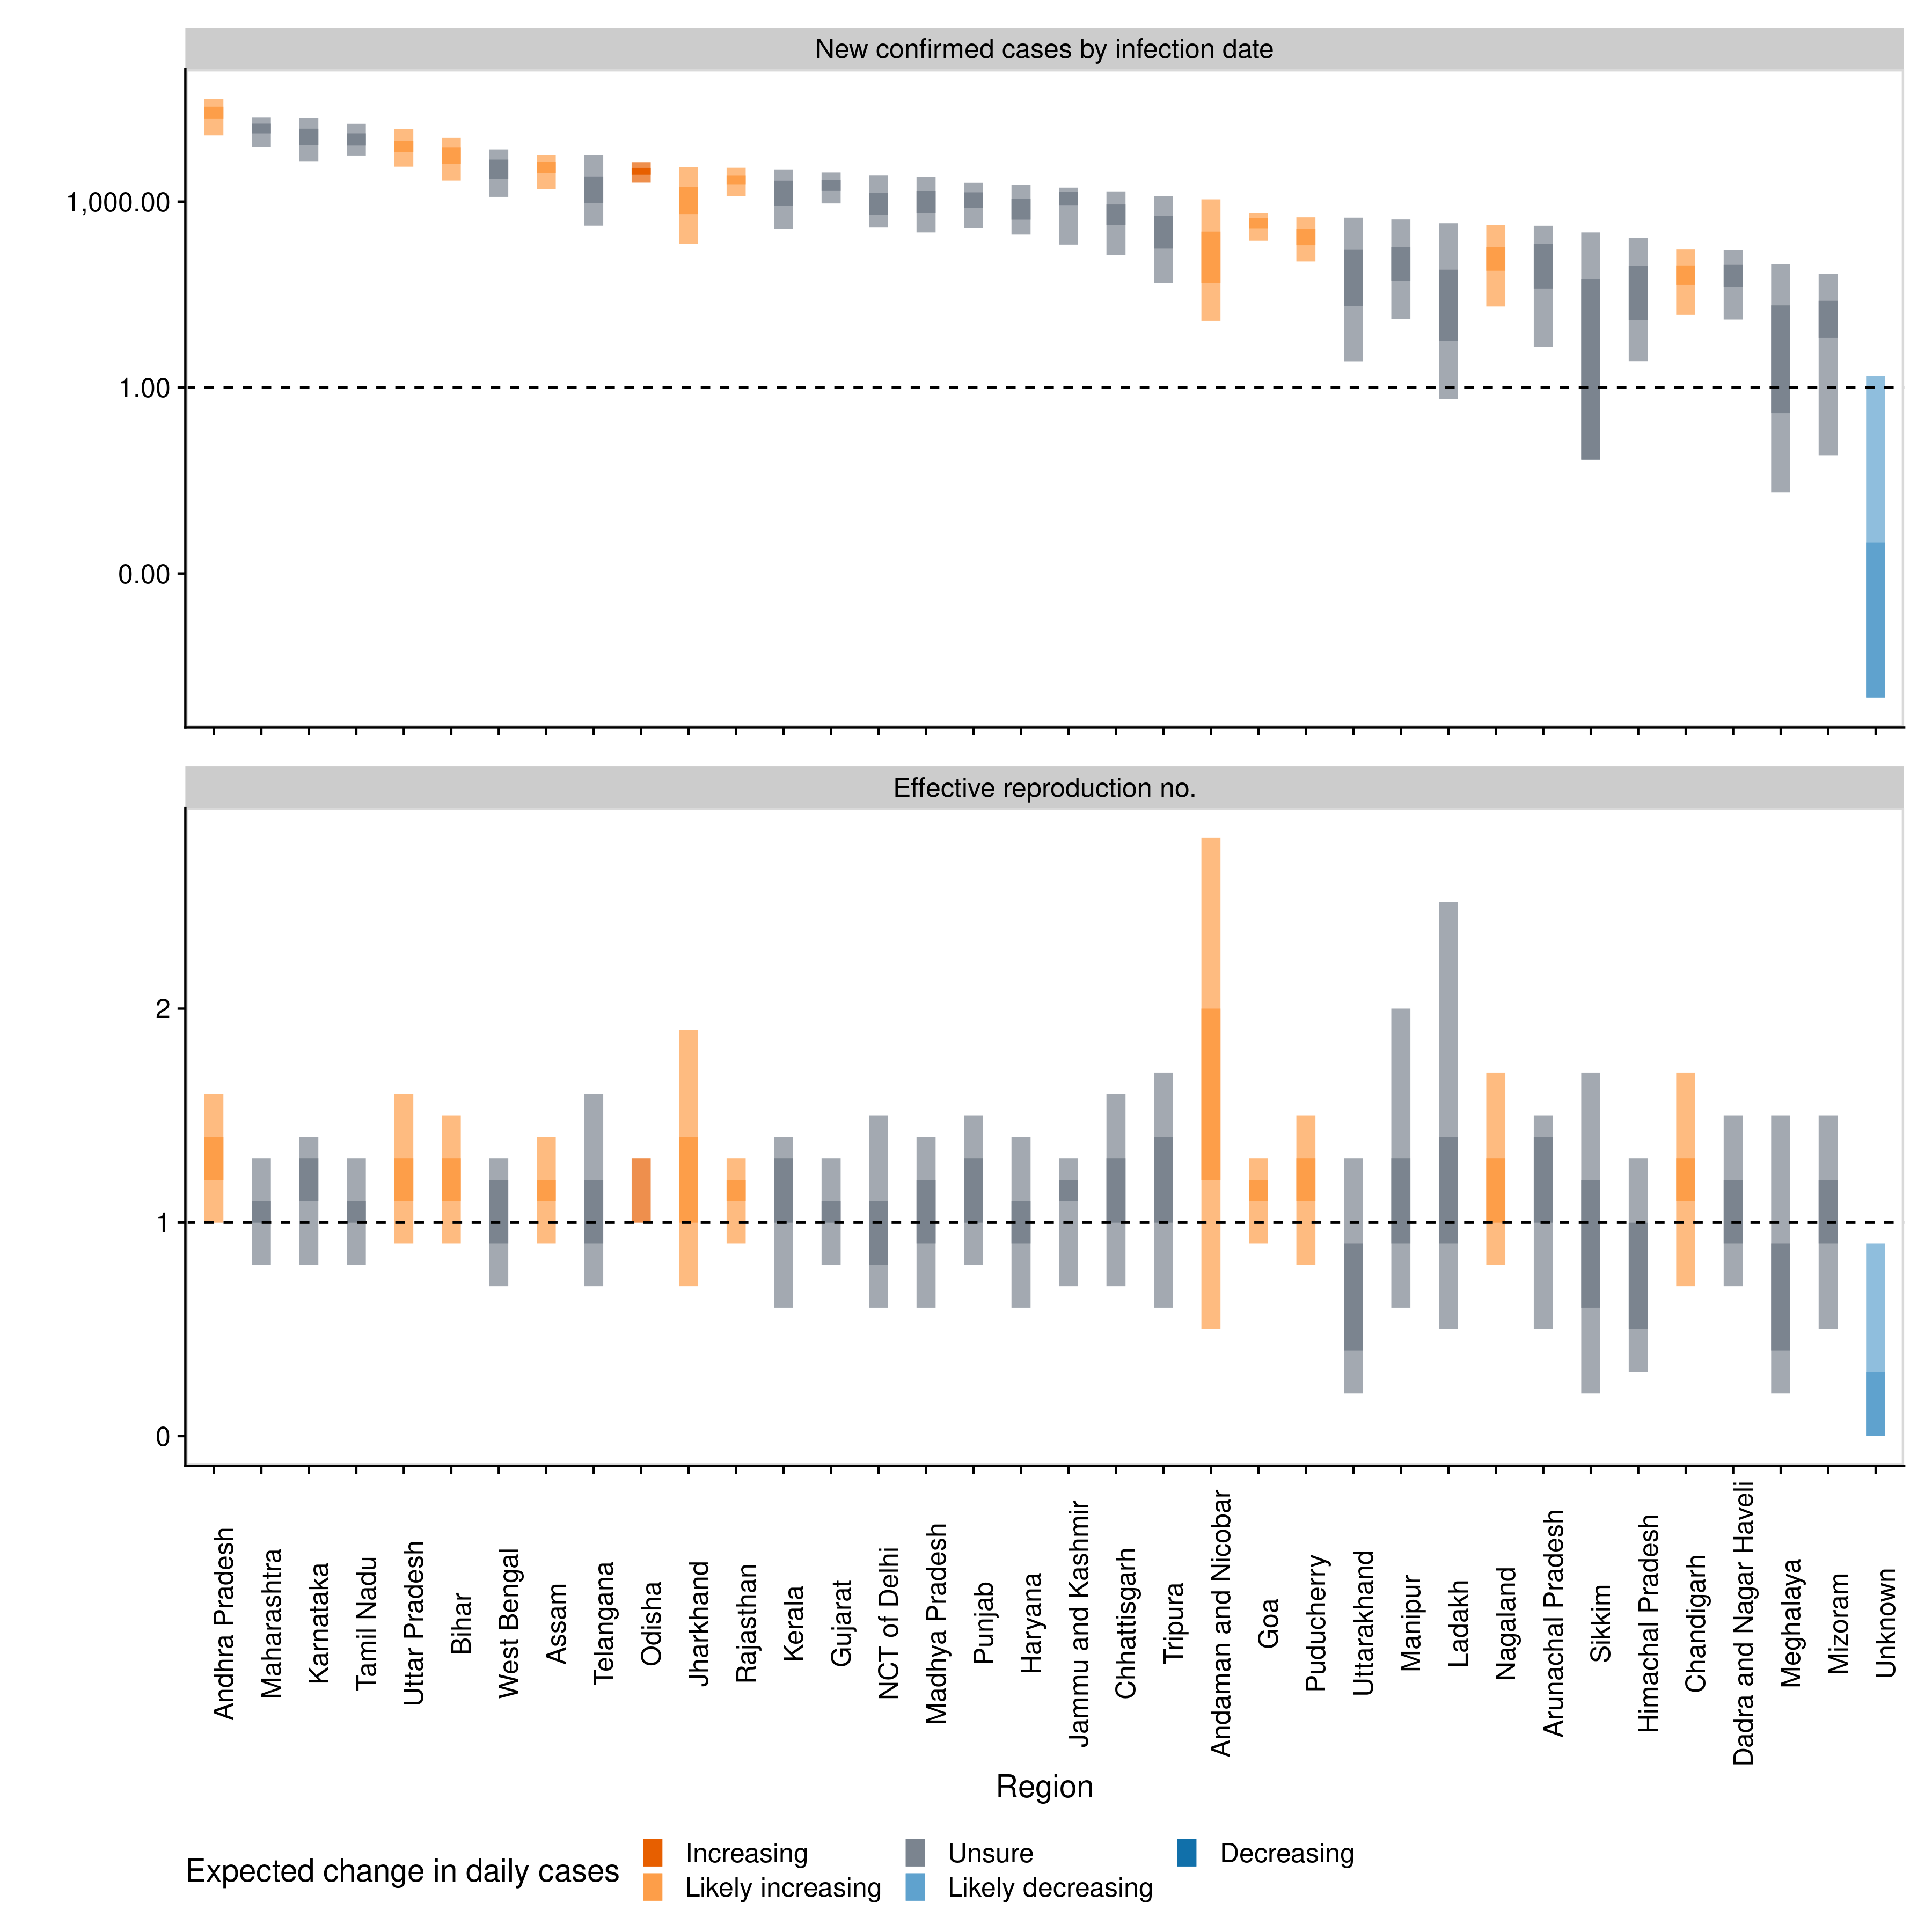 New confirmed cases by infection date
1,000.00
1.00
0.00
Effective reproduction no.
2
1
0
Andhra Pradesh
Maharashtra
Karnataka
Tamil Nadu
Uttar Pradesh
Bihar
West Bengal
Assam
Telangana
Odisha
Jharkhand
Rajasthan
Kerala
Gujarat
NCT of Delhi
Madhya Pradesh
Punjab
Haryana
Jammu and Kashmir
Chhattisgarh
Tripura
Andaman and Nicobar
Goa
Puducherry
Uttarakhand
Manipur
Ladakh
Nagaland
Arunachal Pradesh
Sikkim
Himachal Pradesh
Chandigarh
Dadra and Nagar Haveli
Meghalaya
Mizoram
Unknown
Region
Expected change in daily cases
Increasing
Likely increasing
Unsure
Likely decreasing
Decreasing